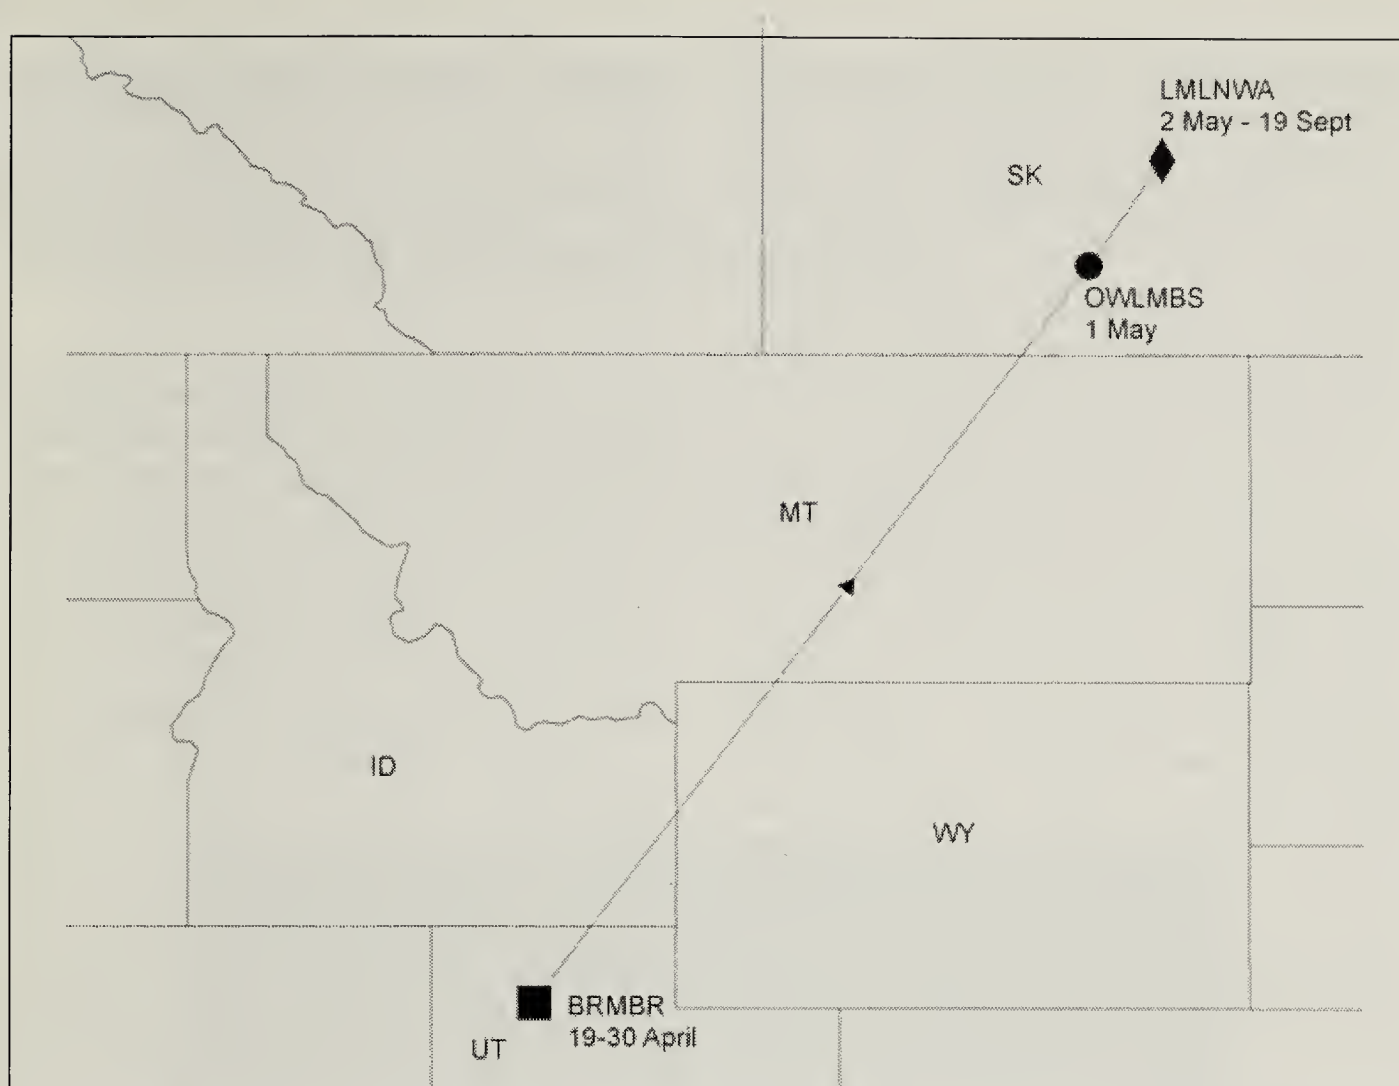 LMLNWA
2 May - 19 Sept
SK
OWLMBS
1 May
MT
ID
WY
BRMBR
19-30 April
UT